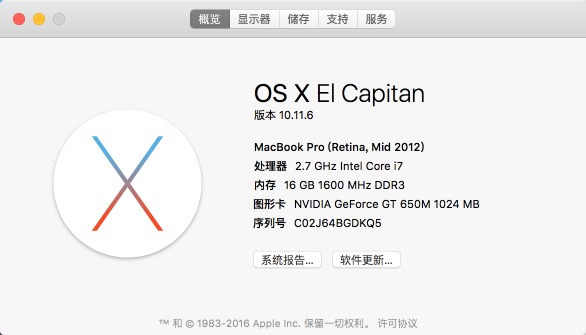 概览 显示器 储存 支持 服务
OS X El Capitan
版本 10.11.6
MacBook Pro (Retina, Mid 2012)
处理器 2.7 GHz Intel Core i7
内存 16 GB 1600 MHz DDR3
图形卡 NVIDIA GeForce GT 650M 1024 MB
序列号 C02J64BGDKQ5
系统报告... 软件更新...
™ 和 © 1983-2016 Apple Inc. 保留一切权利。 许可协议